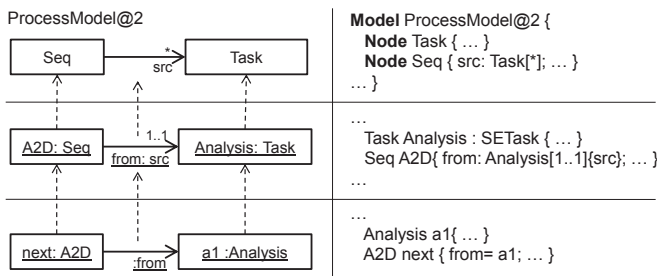 ProcessModel@2
Seq
*
src
Task
A2D: Seq
1..1
from: src
Analysis: Task
next: A2D
:from
a1 :Analysis
Model ProcessModel@2 {
Node Task { … }
Node Seq { src: Task[*]; … }
… }
…
Task Analysis : SETask { … }
Seq A2D{ from: Analysis[1..1]{src}; … }
…
…
Analysis a1{ … }
A2D next { from= a1; … }